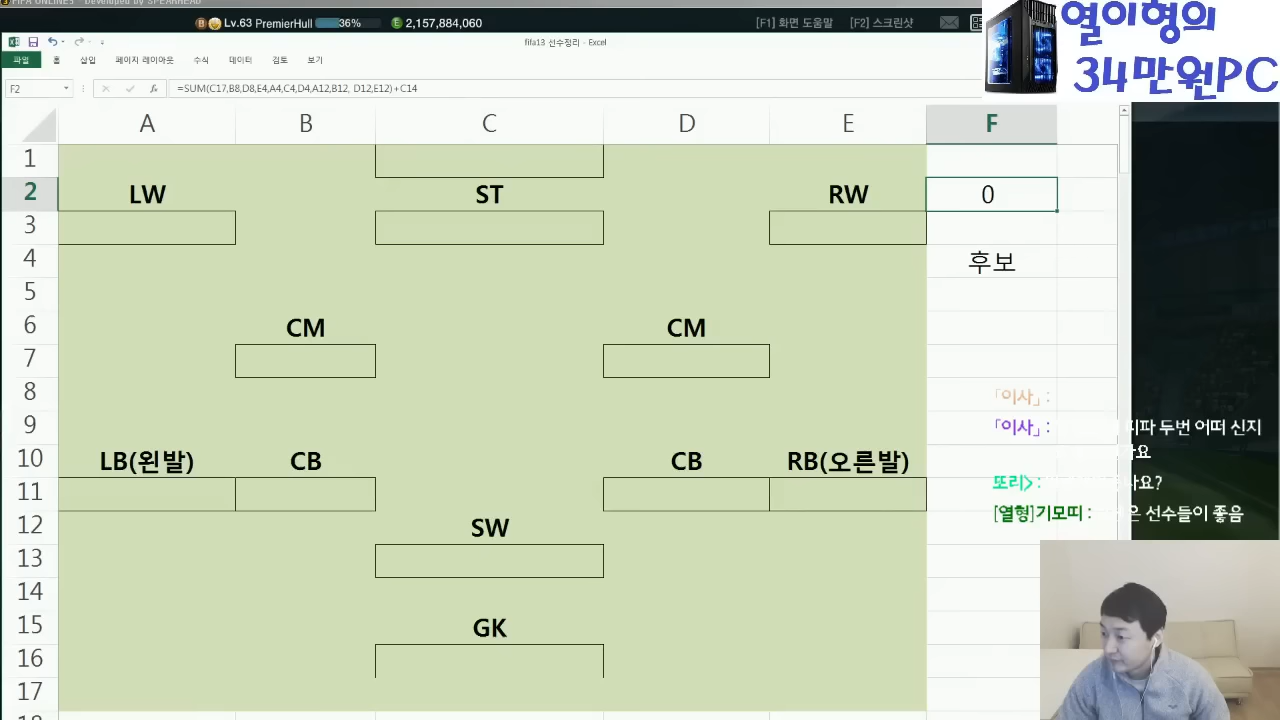 FIFA ONLINE3 - Developed by SPEARHEAD
Lv.63 PremierHull 36% 2,157,884,060 [F1] 화면 도움말 [F2] 스크린샷
열이형의
34만원PC
fifa13 선수정리 - Excel
파일 홈 삽입 페이지 레이아웃 수식 데이터 검토 보기
F2 fx =SUM(C17,B8,D8,E4,A4,C4,D4,A12,B12, D12,E12)+C14
A B C D E F
1
2 LW ST RW 0
3
4 후보
5
6 CM CM
7
8
「이사」 :
9
「이사」 : 피파 두번 어떠 신지
가요
10 LB(왼발) CB CB RB(오른발)
11
또리> : 나요?
[열형]기모띠 : 은 선수들이 좋음
12 SW
13
14
15 GK
16
17